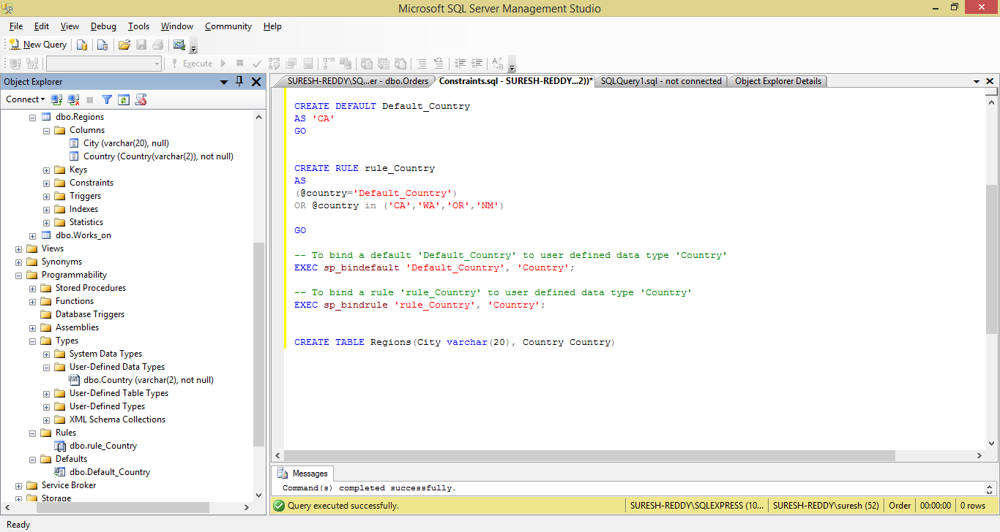 Microsoft SQL Server Management Studio
File Edit View Debug Tools Window Community Help
New Query
Execute
Object Explorer
Connect
dbo.Regions
Columns
City (varchar(20), null)
Country (Country(varchar(2)), not null)
Keys
Constraints
Triggers
Indexes
Statistics
dbo.Works_on
Views
Synonyms
Programmability
Stored Procedures
Functions
Database Triggers
Assemblies
Types
System Data Types
User-Defined Data Types
dbo.Country (varchar(2), not null)
User-Defined Table Types
User-Defined Types
XML Schema Collections
Rules
dbo.rule_Country
Defaults
dbo.Default_Country
Service Broker
Storage
SURESH-REDDY\SQ...er - dbo.Orders Constraints.sql - SURESH-REDDY...2))* SQLQuery1.sql - not connected Object Explorer Details
CREATE DEFAULT Default_Country
AS 'CA'
GO
CREATE RULE rule_Country
AS
(@country='Default_Country')
OR @country in ('CA','WA','OR','NM')
GO
-- To bind a default 'Default_Country' to user defined data type 'Country'
EXEC sp_bindefault 'Default_Country', 'Country';
-- To bind a rule 'rule_Country' to user defined data type 'Country'
EXEC sp_bindrule 'rule_Country', 'Country';
CREATE TABLE Regions(City varchar(20), Country Country)
Messages
Command(s) completed successfully.
Query executed successfully. SURESH-REDDY\SQLEXPRESS (10... SURESH-REDDY\suresh (52) Order 00:00:00 0 rows
Ready